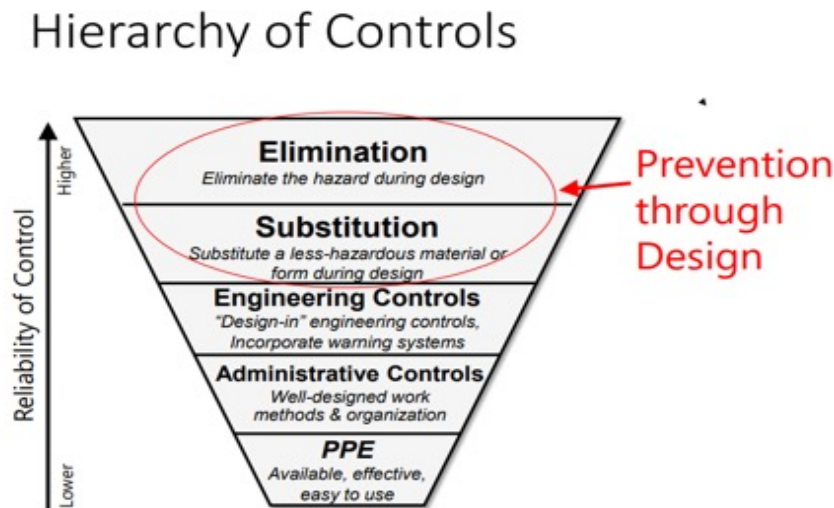 Hierarchy of Controls
Reliability of Control
Higher
Lower
Elimination
Eliminate the hazard during design
Substitution
Substitute a less-hazardous material or
form during design
Engineering Controls
"Design-in" engineering controls,
Incorporate warning systems
Administrative Controls
Well-designed work
methods & organization
PPE
Available, effective,
easy to use
Prevention
through
Design